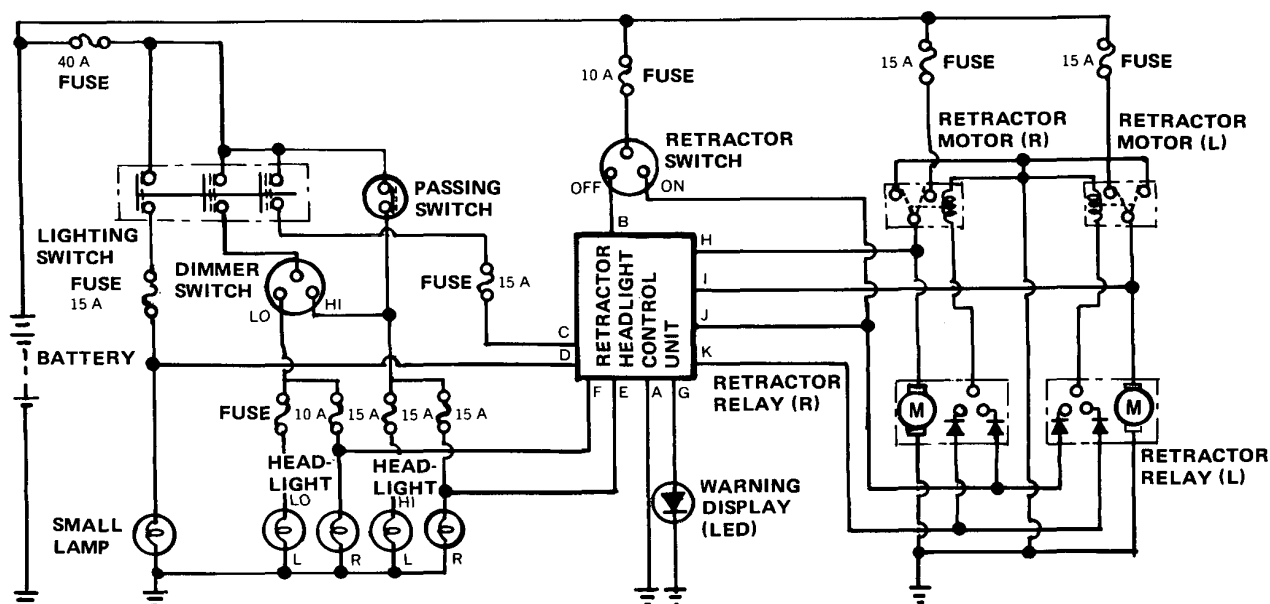 40 A
FUSE
10 A
FUSE
15 A
FUSE
15 A
FUSE
RETRACTOR
SWITCH
RETRACTOR
MOTOR (R)
RETRACTOR
MOTOR (L)
OFF
ON
PASSING
SWITCH
LIGHTING
SWITCH
FUSE
15 A
DIMMER
SWITCH
LO
HI
FUSE
15 A
B
RETRACTOR
HEADLIGHT
CONTROL
UNIT
H
I
J
K
C
D
F
E
A
G
BATTERY
RETRACTOR
RELAY (R)
FUSE
10 A
15 A
15 A
15 A
HEAD-
LIGHT
LO
HEAD-
LIGHT
HI
M
M
RETRACTOR
RELAY (L)
WARNING
DISPLAY
(LED)
SMALL
LAMP
L
R
L
R